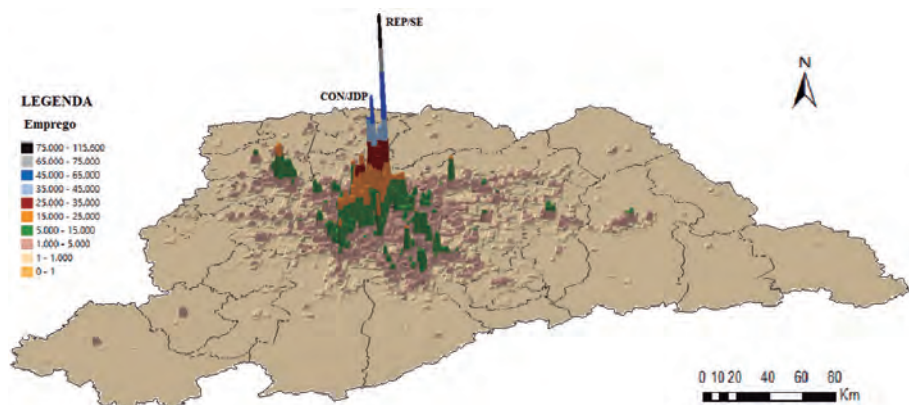 REP/SE
CON/JDP
N
LEGENDA
Emprego
75.000 - 115.000
65.000 - 75.000
45.000 - 65.000
35.000 - 45.000
25.000 - 35.000
15.000 - 25.000
5.000 - 15.000
1.000 - 5.000
1 - 1.000
0 - 1
0 10 20 40 60 80
Km